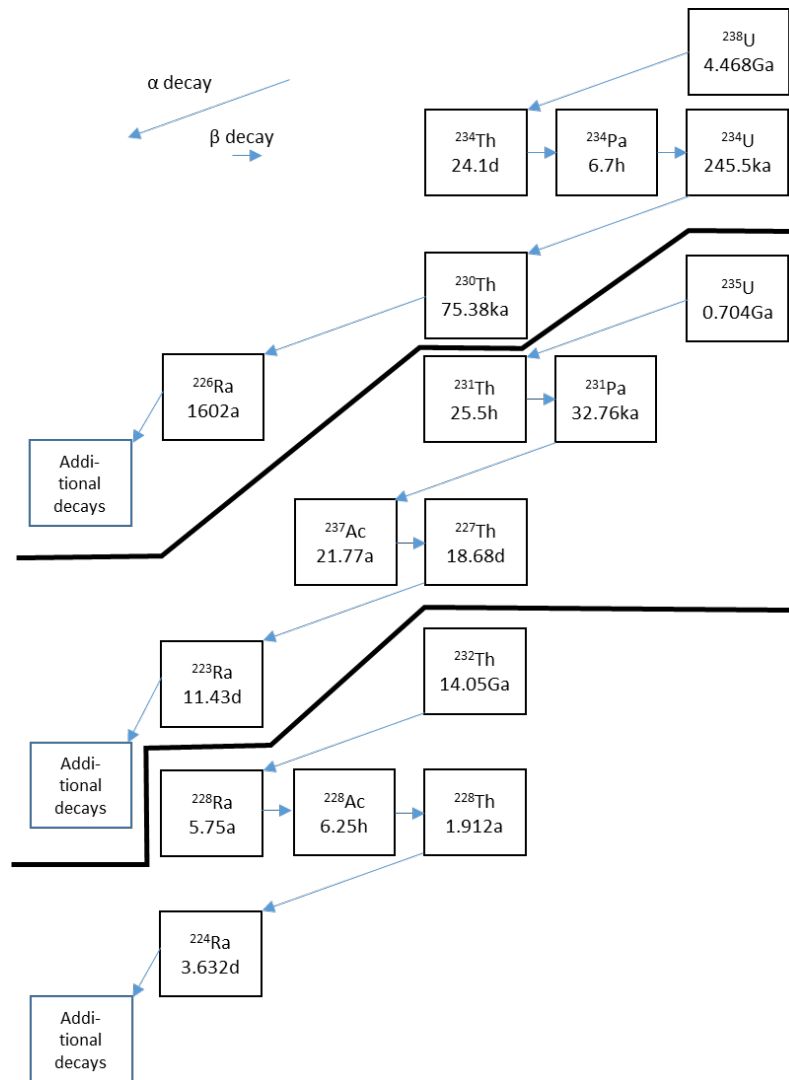 α decay
β decay
²³⁸U
4.468Ga
²³⁴Th
24.1d
²³⁴Pa
6.7h
²³⁴U
245.5ka
²³⁰Th
75.38ka
²³⁵U
0.704Ga
²²⁶Ra
1602a
²³¹Th
25.5h
²³¹Pa
32.76ka
Addi-
tional
decays
²³⁷Ac
21.77a
²²⁷Th
18.68d
²²³Ra
11.43d
²³²Th
14.05Ga
Addi-
tional
decays
²²⁸Ra
5.75a
²²⁸Ac
6.25h
²²⁸Th
1.912a
²²⁴Ra
3.632d
Addi-
tional
decays